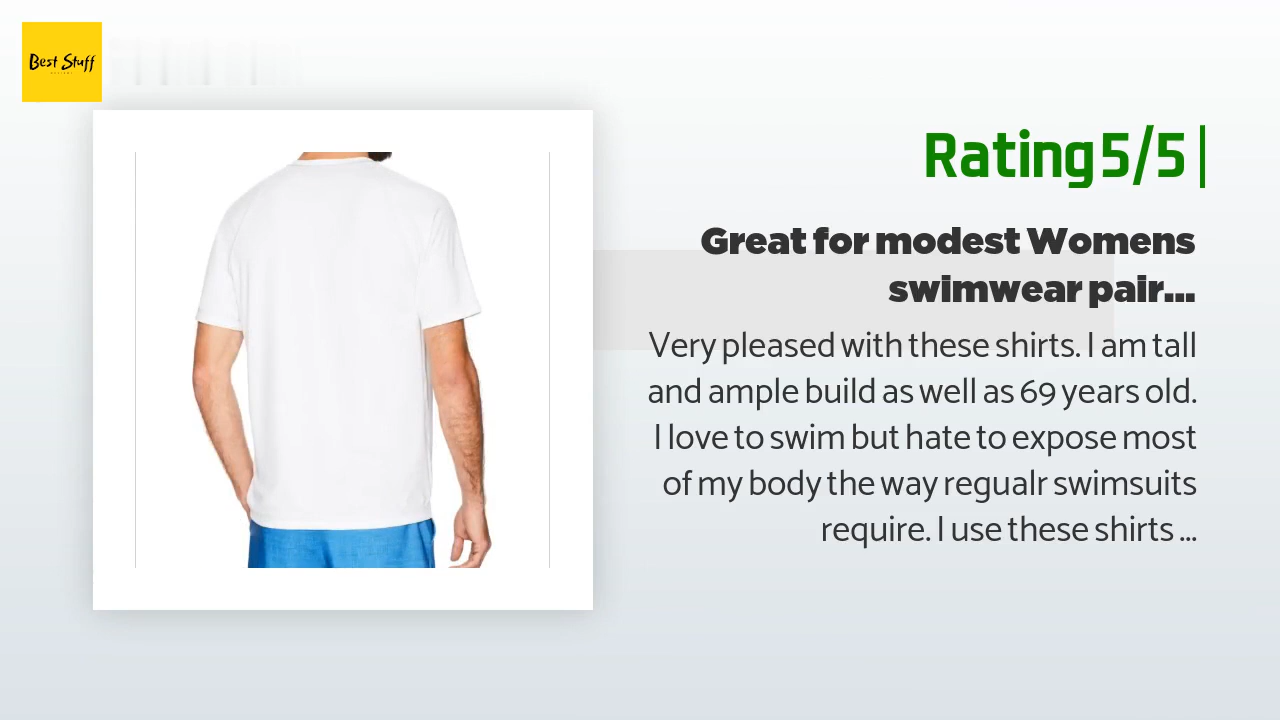 Best Stuff
Rating 5/5
Great for modest Womens
swimwear pair...
Very pleased with these shirts. I am tall
and ample build as well as 69 years old.
I love to swim but hate to expose most
of my body the way regualr swimsuits
require. I use these shirts ...